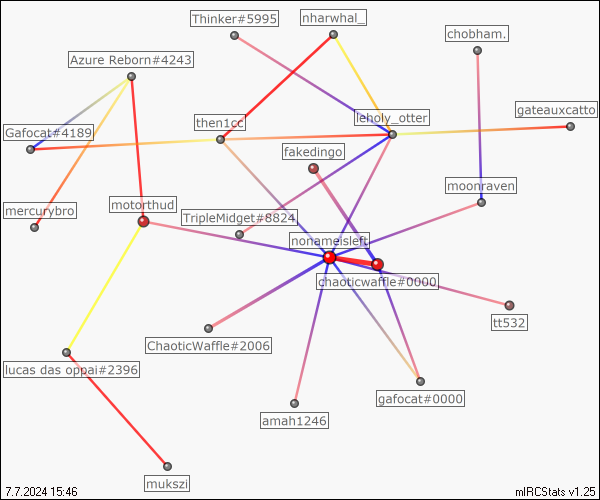 Thinker#5995
nharwhal_
chobham.
Azure Reborn#4243
gateauxcatto
leholy_otter
then1cc
Gafocat#4189
fakedingo
moonraven
motorthud
mercurybro
TripleMidget#8824
nonameisleft
chaoticwaffle#0000
tt532
ChaoticWaffle#2006
lucas das oppai#2396
gafocat#0000
amah1246
mukszi
7.7.2024 15:46
mIRCStats v1.25